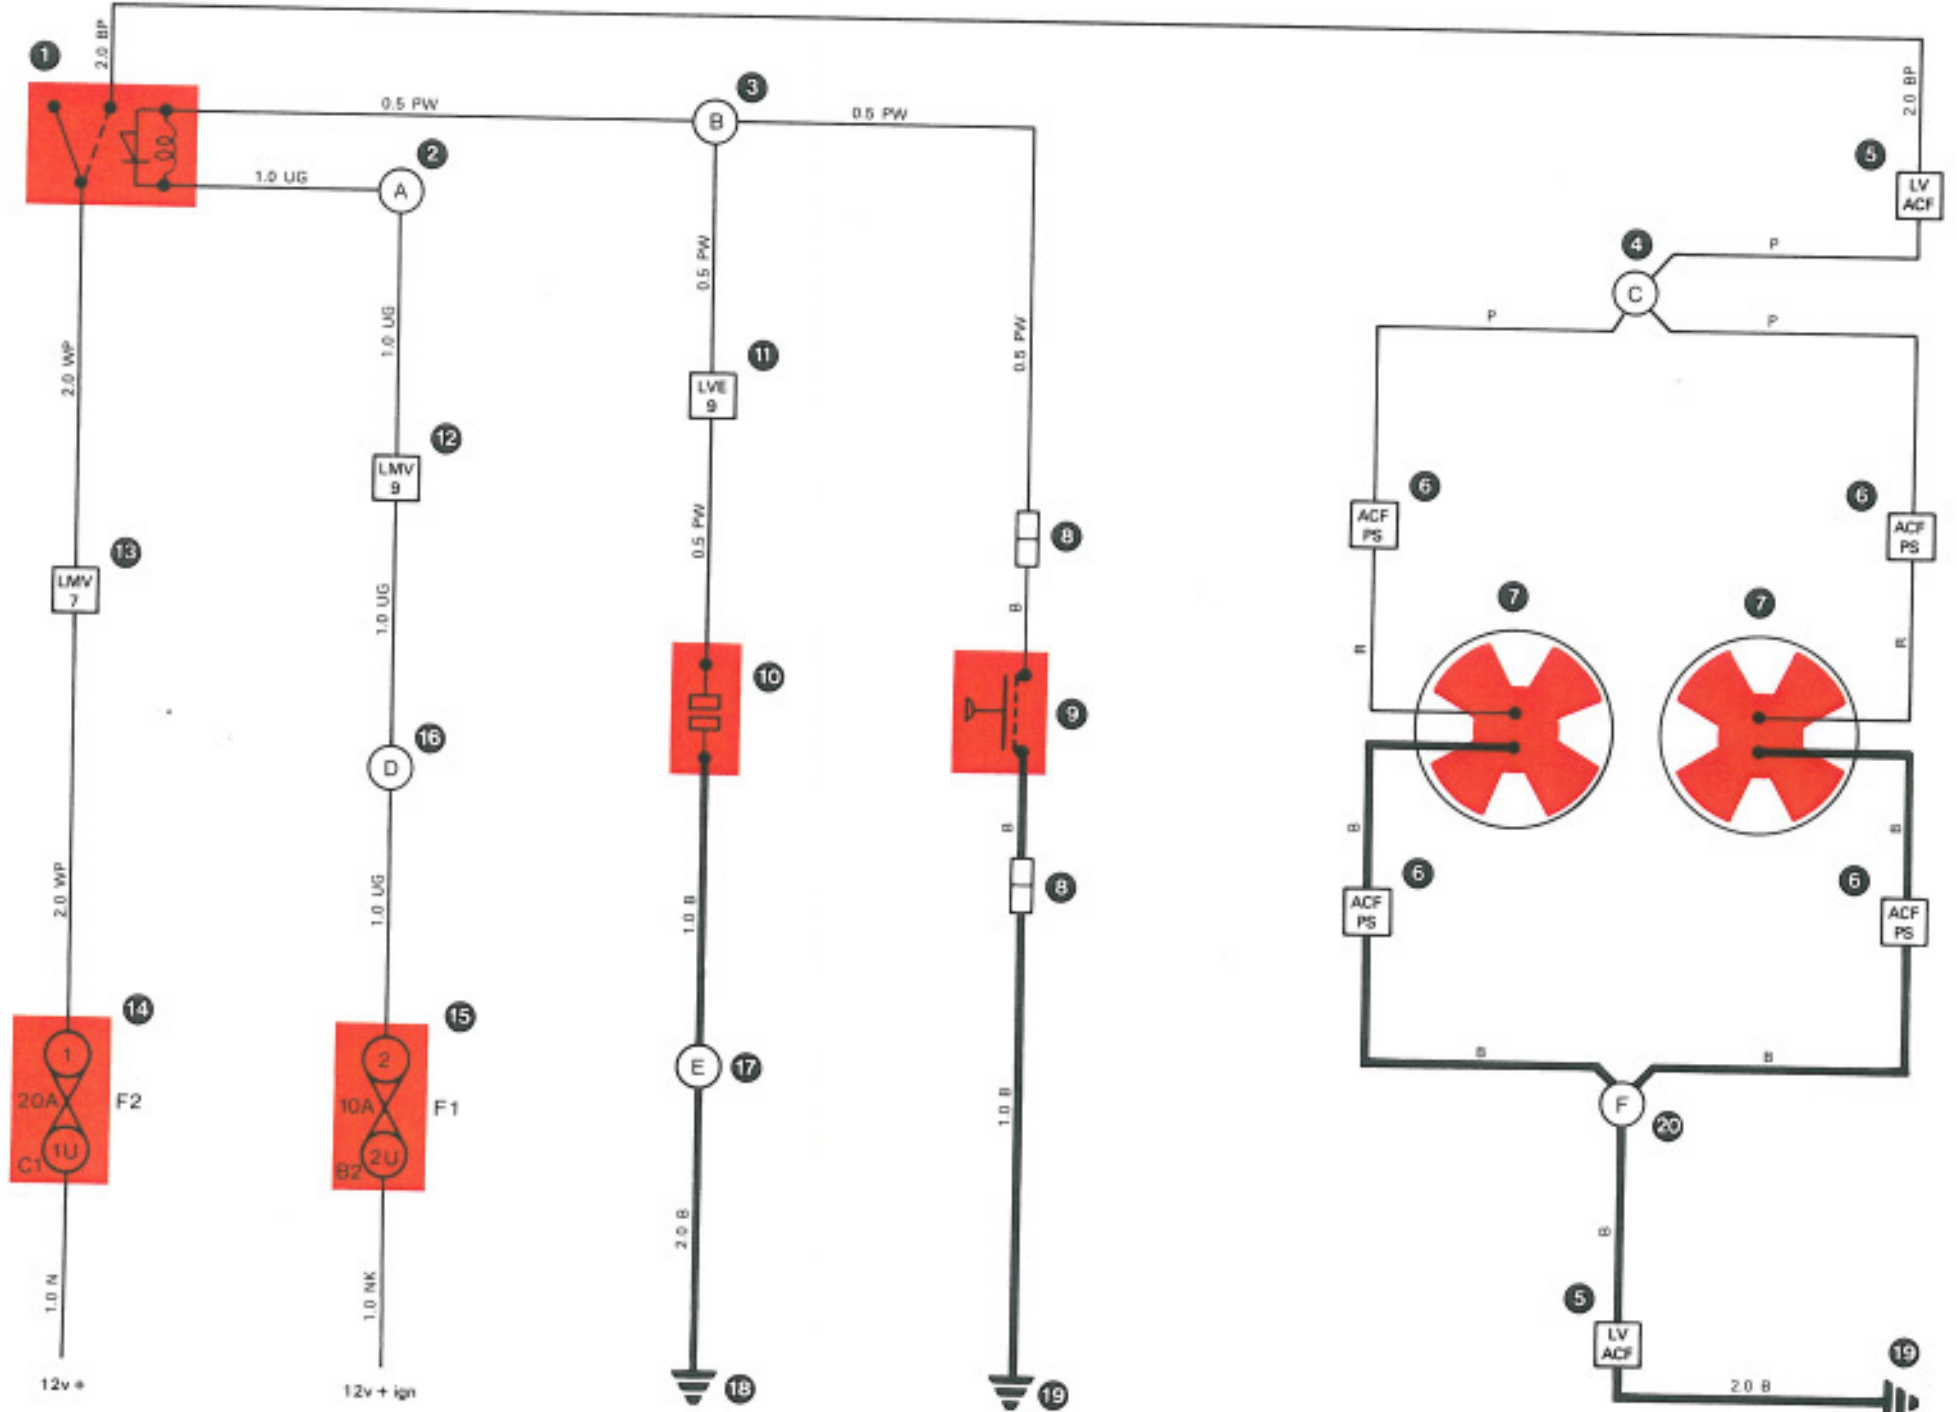 2.0 BP
1
0.5 PW
3
B
0.5 PW
2.0 BP
2
1.0 UG
A
5
LV
ACF
4
P
C
P
P
0.5 PW
1.0 UG
2.0 WP
0.5 PW
11
LVE
9
12
LMV
9
6
ACF
PS
6
ACF
PS
13
LMV
7
0.5 PW
8
1.0 UG
B
7
7
R
R
10
9
16
D
B
B
B
2.0 WP
1.0 UG
1.0 B
8
6
ACF
PS
6
ACF
PS
14
1
20A
1U
C1
F2
15
2
10A
2U
B2
F1
E
17
1.0 B
B
B
F
20
1.0 N
1.0 NK
2.0 B
B
5
LV
ACF
12v +
12v + ign
18
19
2.0 B
19